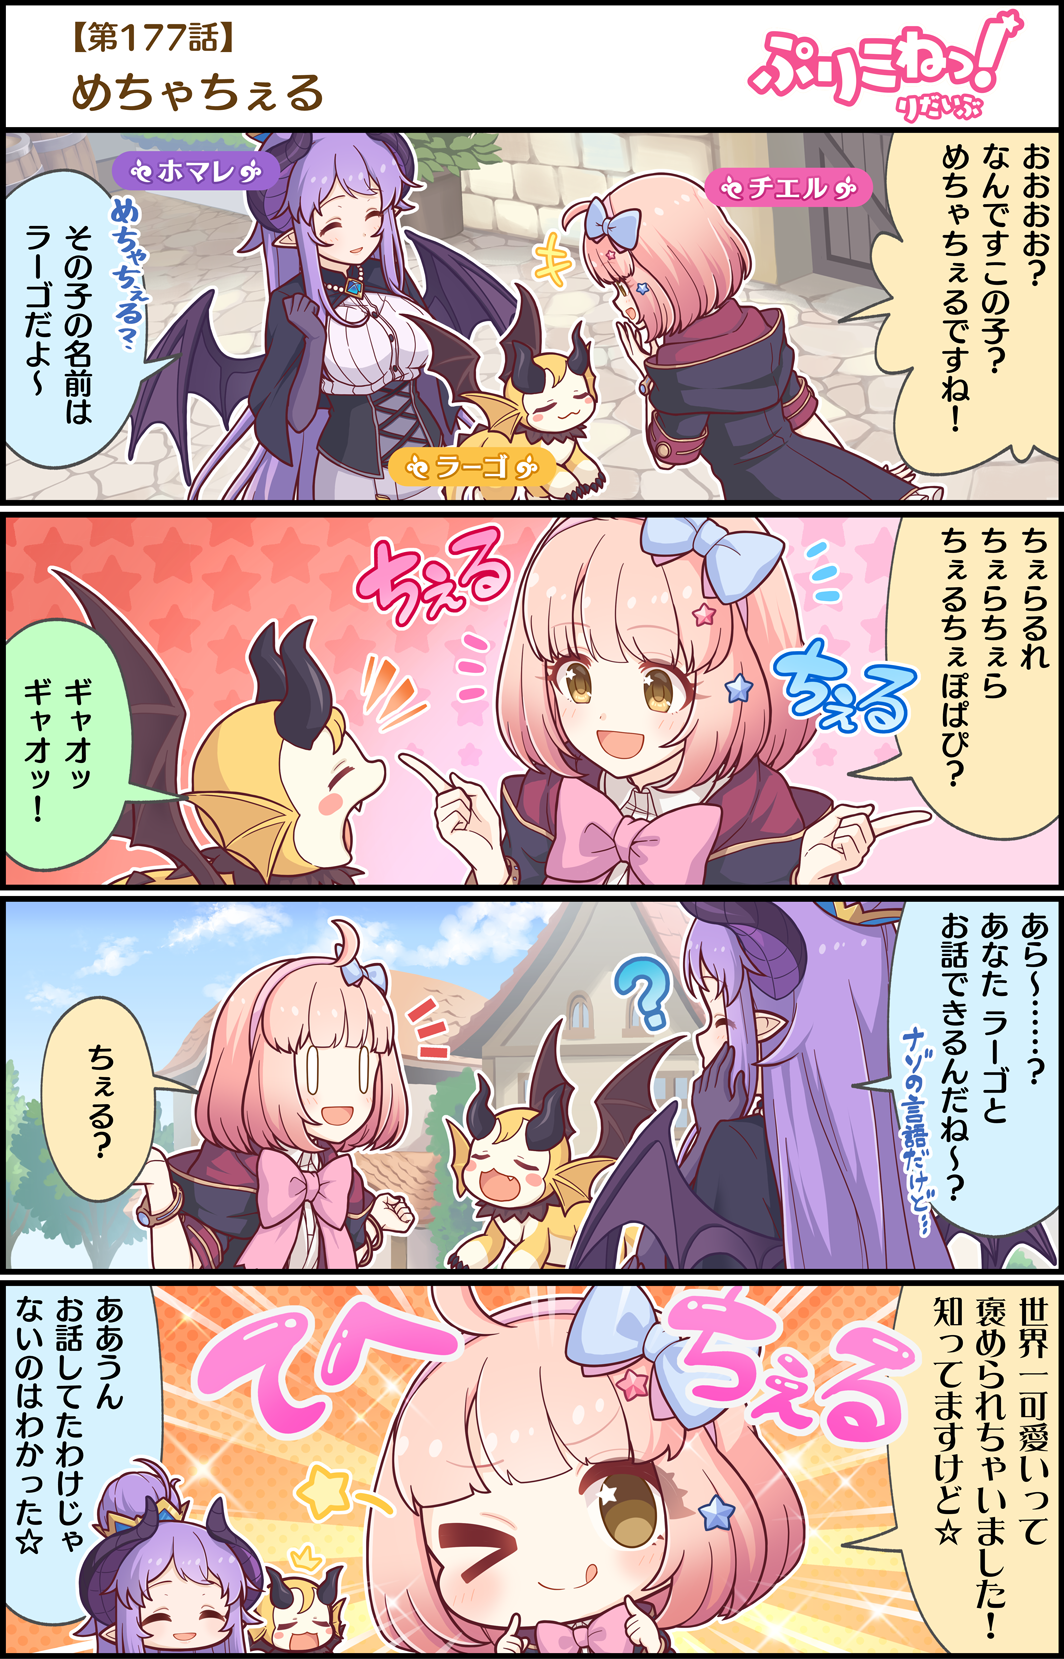 【第177話】
めちゃちぇる
ぷりこねっ!
りだいぶ
おおおお?
なんですこの子?
めちゃちぇるですね!
チエル
ホマレ
めちゃちぇる?
その子の名前は
ラーゴだよ〜
ラーゴ
ちぇらるれ
ちぇらちぇら
ちぇるちぇぽぱぴ?
ちぇる
ちぇる
ギャオッ
ギャオッ!
あら〜……?
あなた ラーゴと
お話できるんだね〜?
ナゾの言語だけど…
?
ちぇる?
世界一可愛いって
褒められちゃいました!
知ってますけど☆
てへ
ちぇる
ああうん
お話してたわけじゃ
ないのはわかった☆